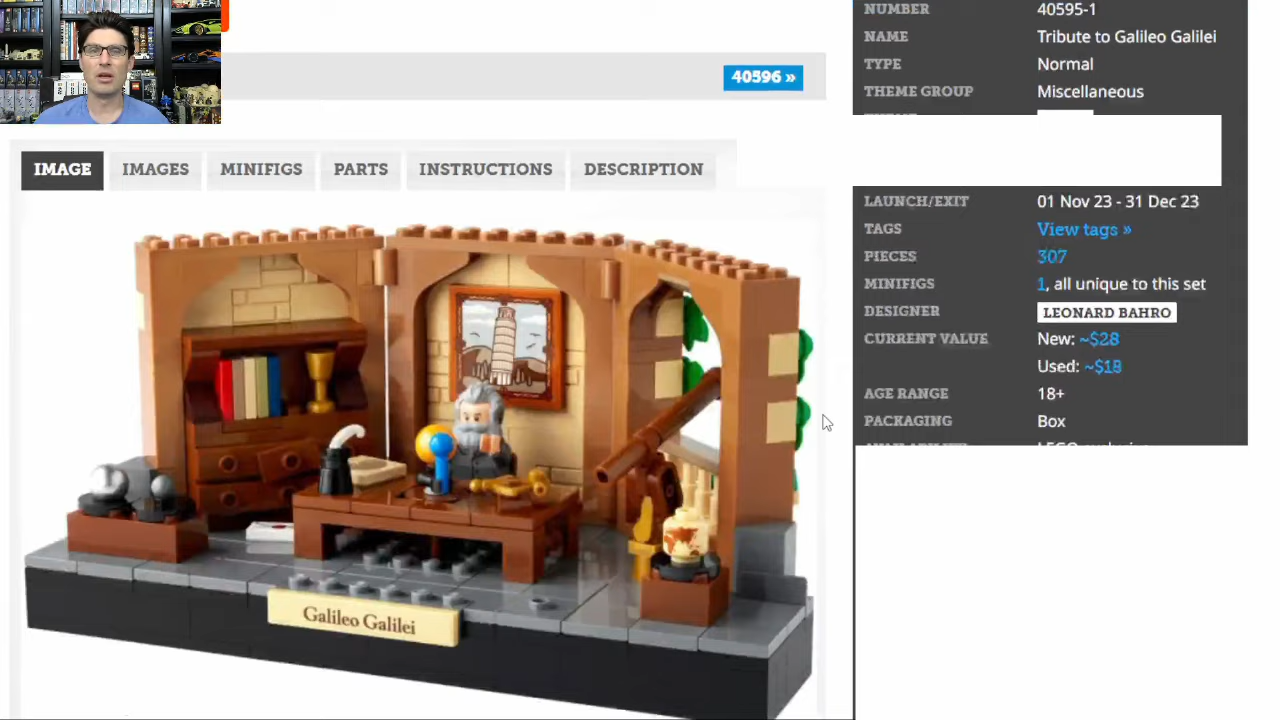 NUMBER 40595-1
NAME Tribute to Galileo Galilei
TYPE Normal
THEME GROUP Miscellaneous
40596 »
IMAGE IMAGES MINIFIGS PARTS INSTRUCTIONS DESCRIPTION
LAUNCH/EXIT 01 Nov 23 - 31 Dec 23
TAGS View tags »
PIECES 307
MINIFIGS 1, all unique to this set
DESIGNER LEONARD BAHRO
CURRENT VALUE New: ~$28
Used: ~$18
AGE RANGE 18+
PACKAGING Box
Galileo Galilei